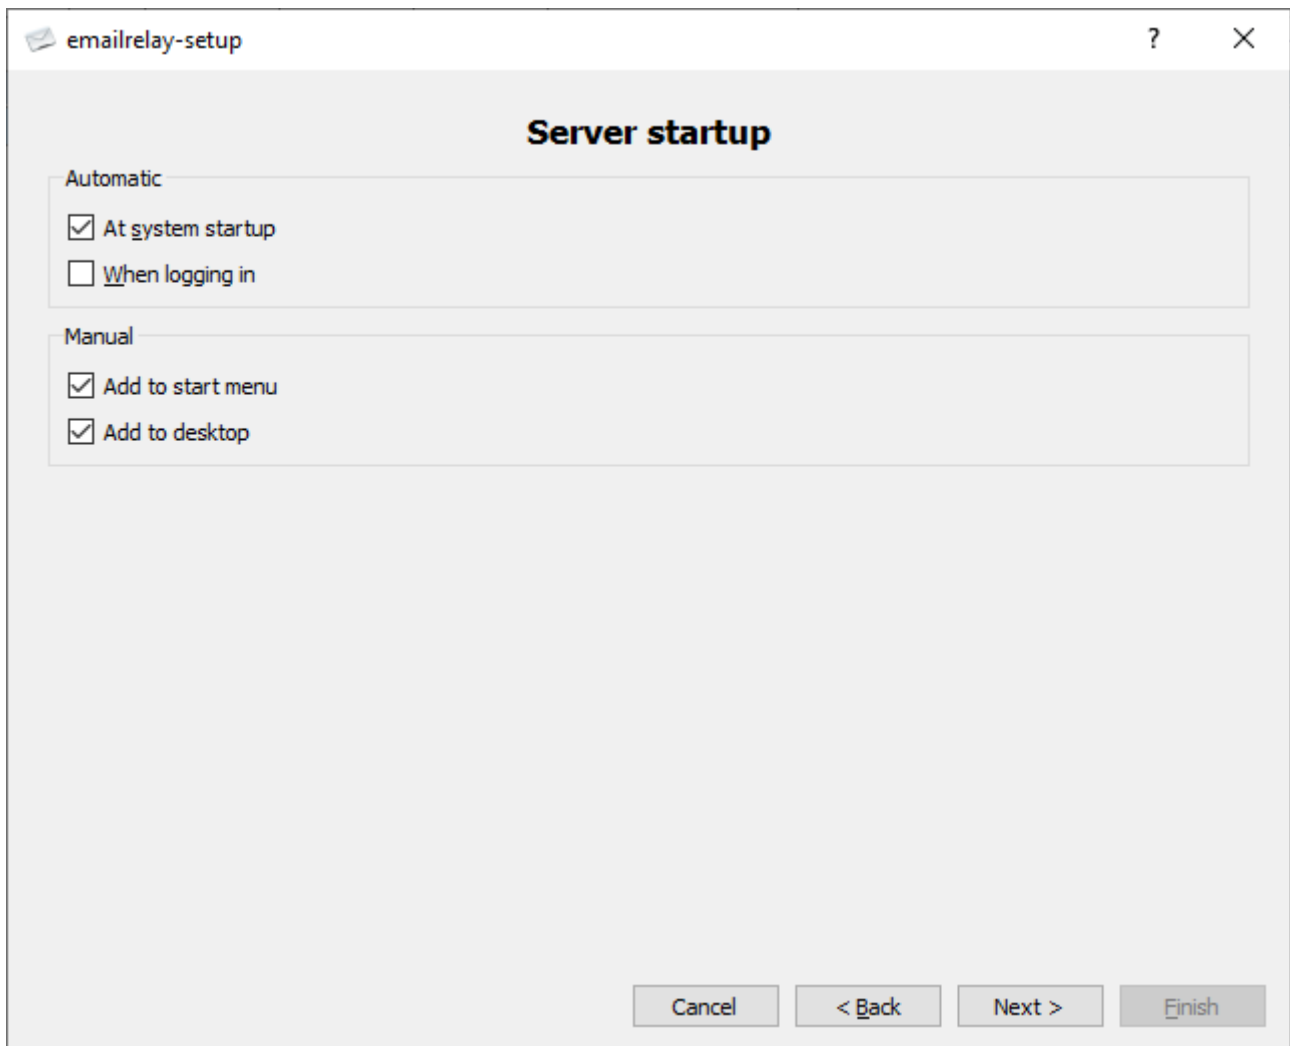 emailrelay-setup ?
Server startup
Automatic
At system startup
When logging in
Manual
Add to start menu
Add to desktop
Cancel < Back Next > Finish